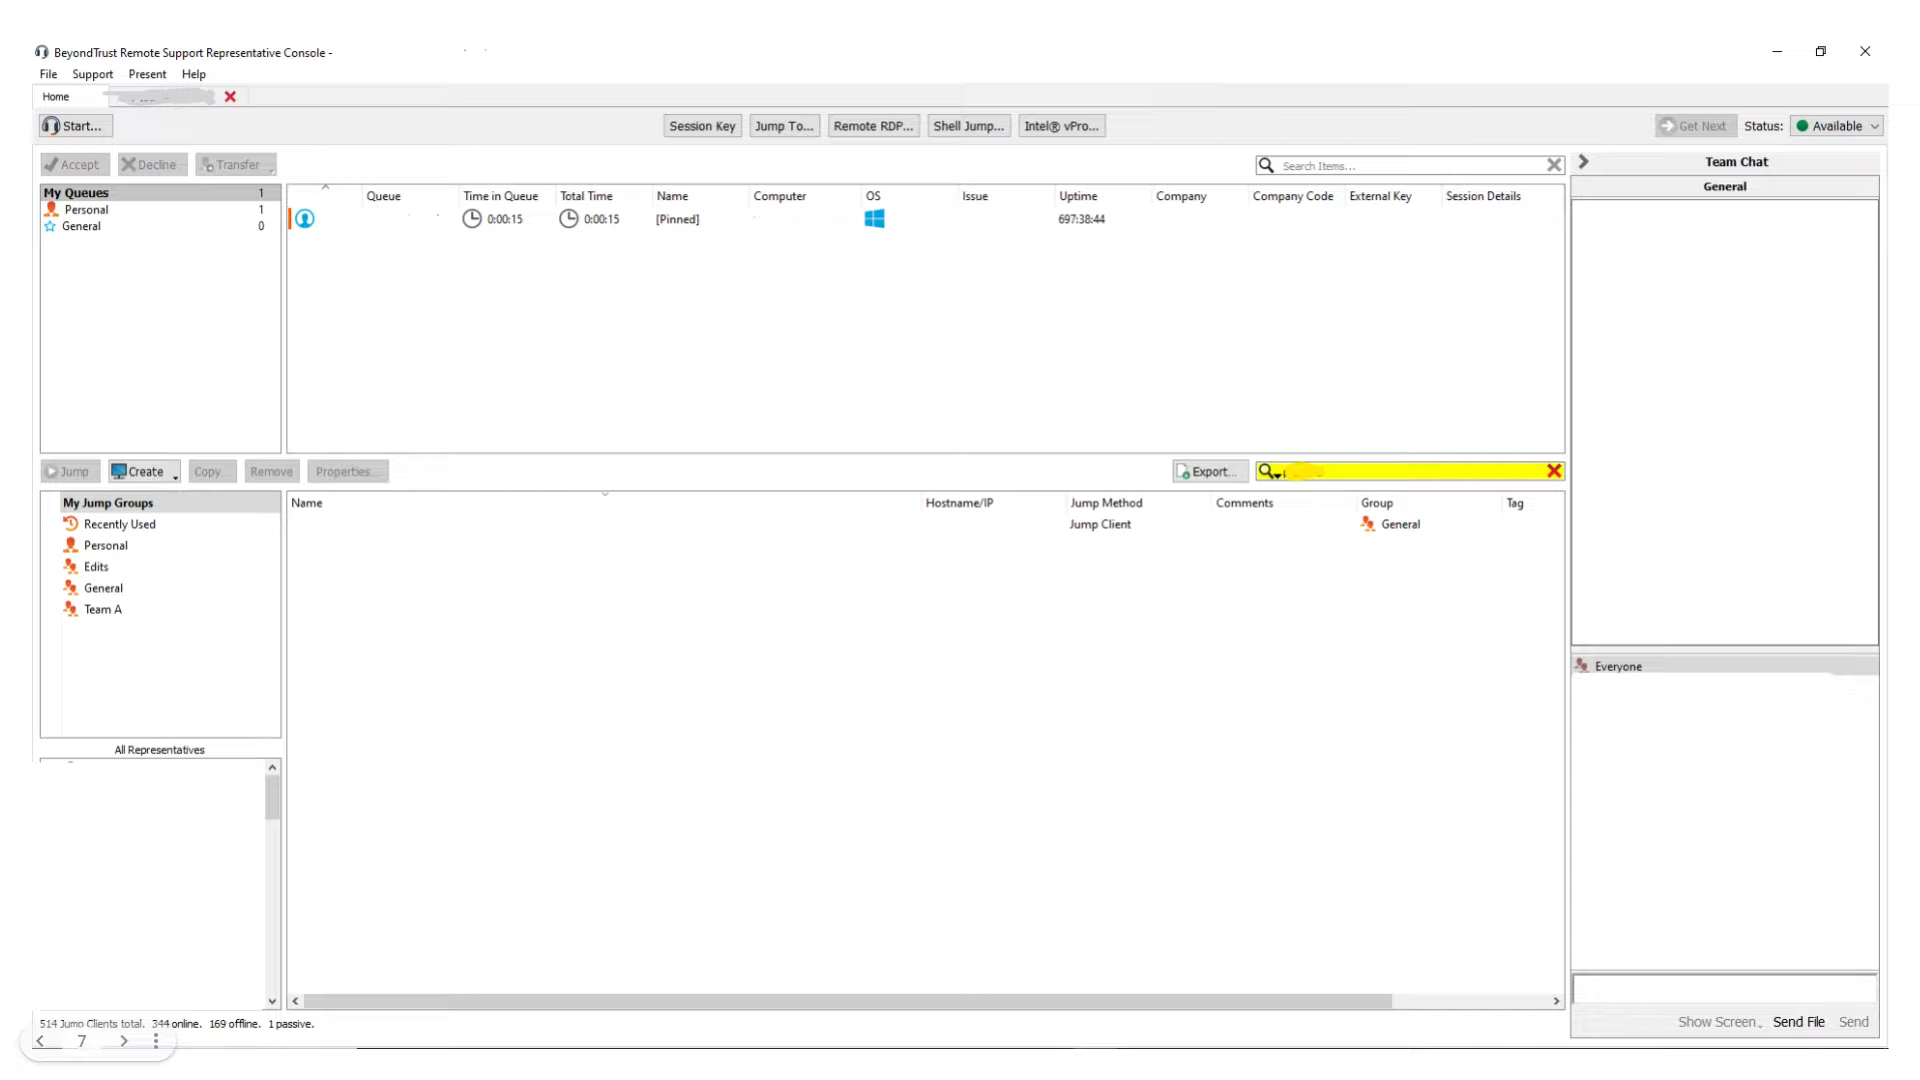 BeyondTrust Remote Support Representative Console -
File Support Present Help
Home
Start... Session Key Jump To... Remote RDP... Shell Jump... Intel® vPro... Get Next Status: Available
Accept Decline Transfer Search Items... Team Chat
General
My Queues 1
Personal 1
General 0
Queue Time in Queue Total Time Name Computer OS Issue Uptime Company Company Code External Key Session Details
0:00:15 0:00:15 [Pinned] 697:38:44
Jump Create Copy Remove Properties... Export...
My Jump Groups
Recently Used
Personal
Edits
General
Team A
Name Hostname/IP Jump Method Comments Group Tag
Jump Client General
Everyone
All Representatives
514 Jump Clients total. 344 online. 169 offline. 1 passive.
Show Screen Send File Send
7